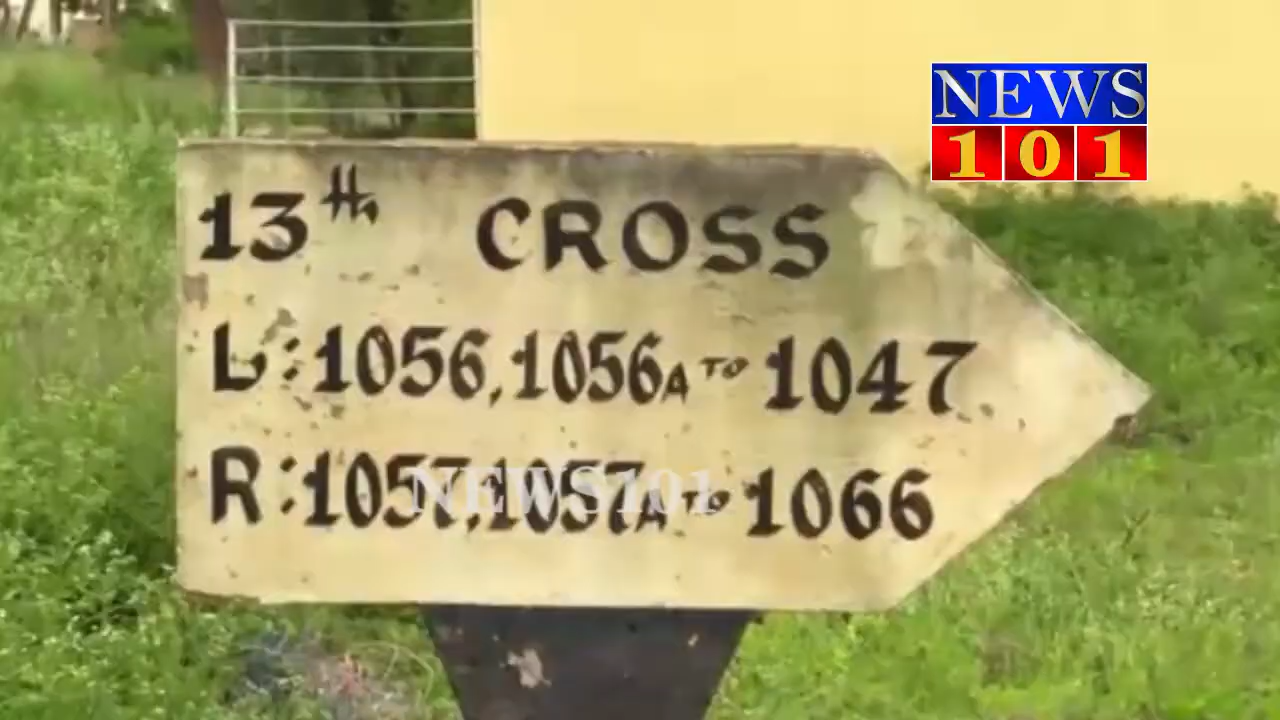 NEWS
101
13th CROSS
L:1056,1056A TO 1047
R:1057,1057A TO 1066
NEWS101